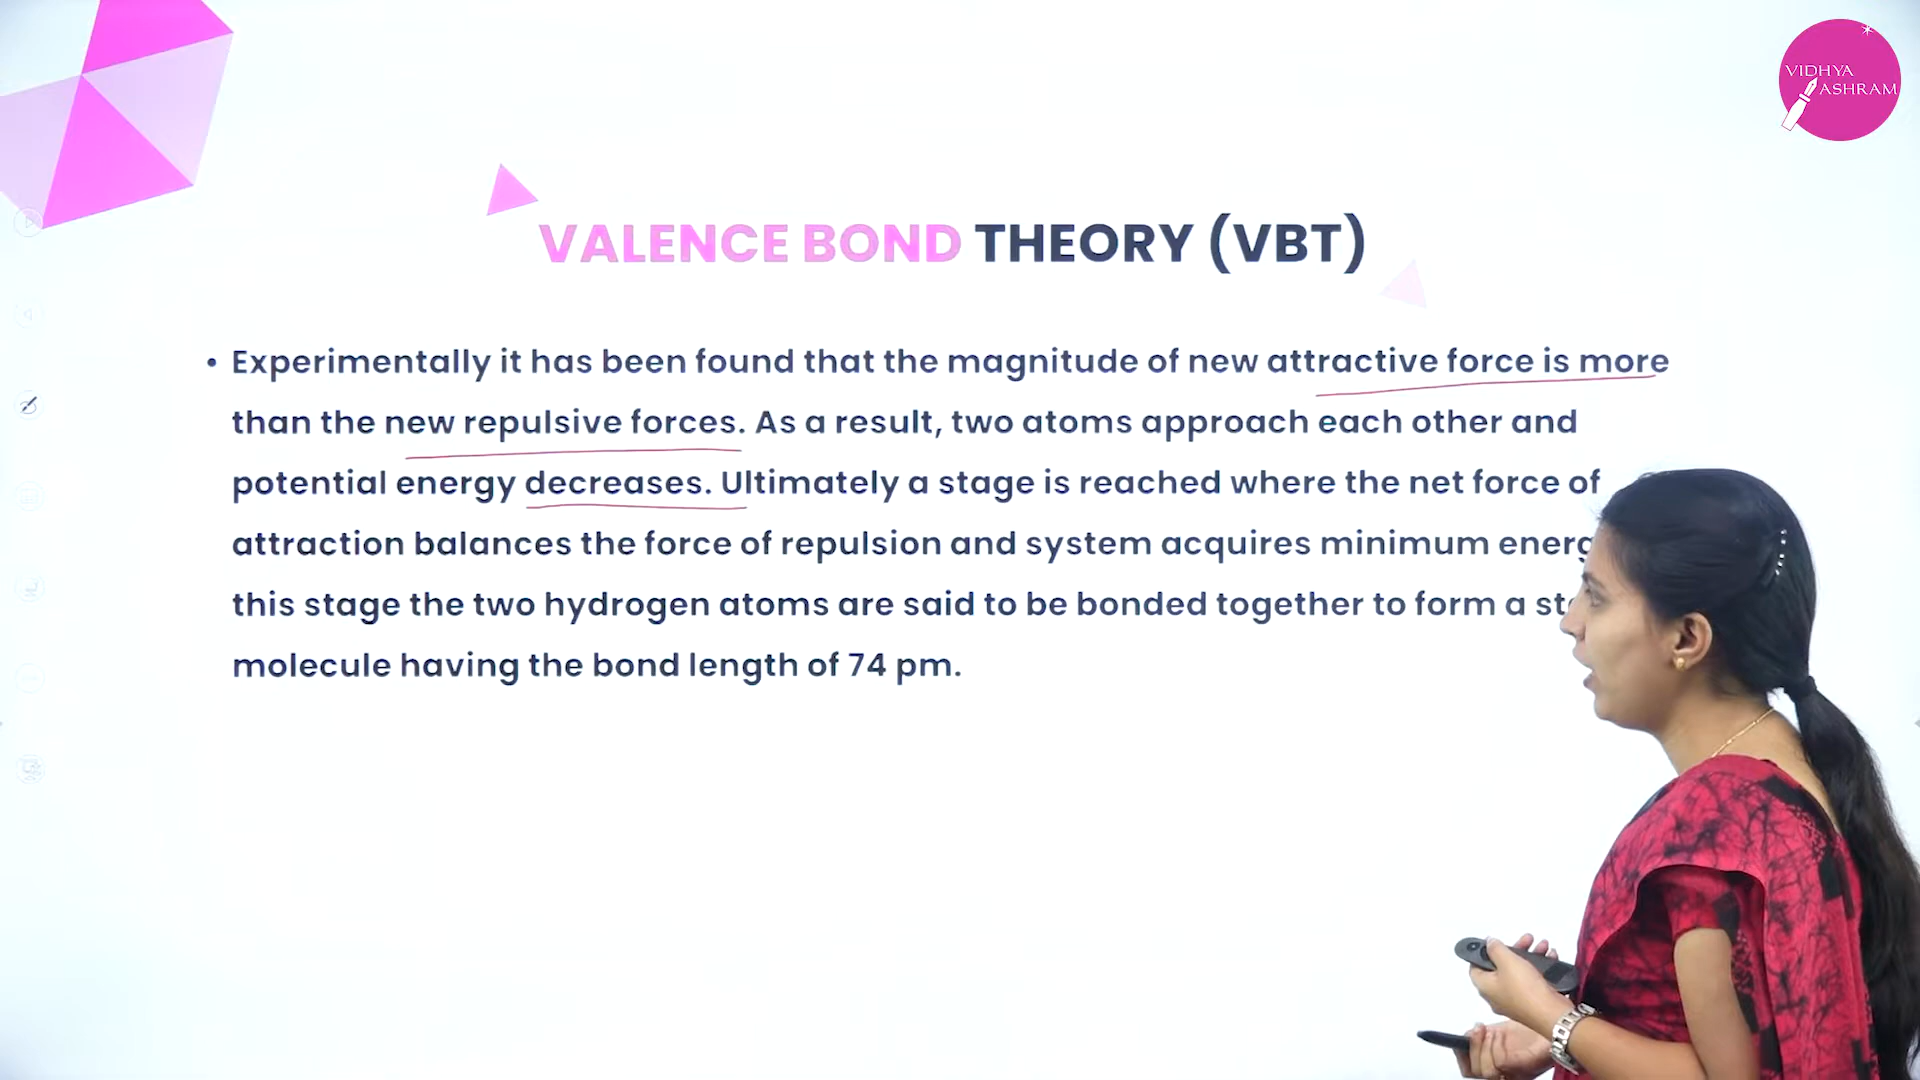 VIDHYA
ASHRAM
VALENCE BOND THEORY (VBT)
• Experimentally it has been found that the magnitude of new attractive force is more
than the new repulsive forces. As a result, two atoms approach each other and
potential energy decreases. Ultimately a stage is reached where the net force of
attraction balances the force of repulsion and system acquires minimum
this stage the two hydrogen atoms are said to be bonded together to form a
molecule having the bond length of 74 pm.